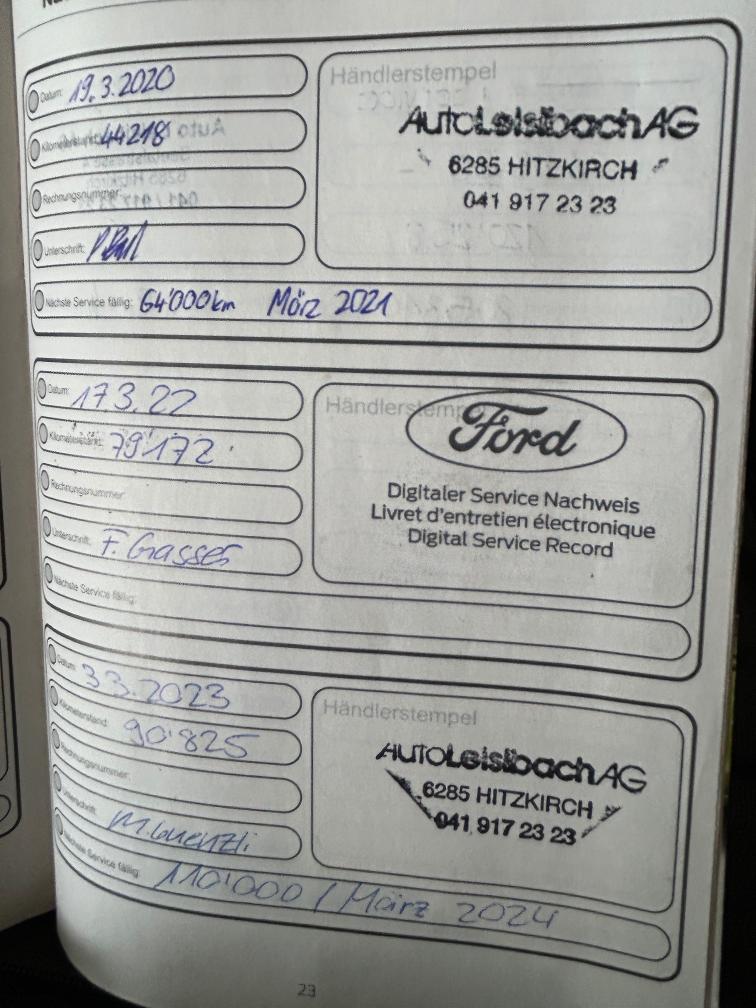 Datum: 19.3.2020
Kilometerstand: 44218
Rechnungsnummer:
Unterschrift:
Händlerstempel
AutoLeisibachAG
6285 HITZKIRCH
041 917 23 23
Nächste Service fällig: 64'000km März 2021
Datum: 17.3.22
Kilometerstand: 79'172
Rechnungsnummer
Unterschrift: F. Gasser
Händlerstempel
Ford
Digitaler Service Nachweis
Livret d'entretien électronique
Digital Service Record
Nächste Service fällig:
Datum: 3.3.2023
Kilometerstand: 90'825
Rechnungsnummer:
Unterschrift: M. Luenzli
Händlerstempel
AutoLeisibachAG
6285 HITZKIRCH
041 917 23 23
Nächste Service fällig: 110'000 / März 2024
23